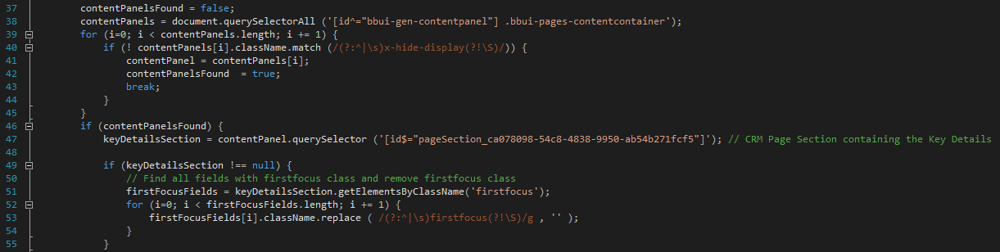 37 contentPanelsFound = false;
38 contentPanels = document.querySelectorAll ('[id^="bbui-gen-contentpanel"] .bbui-pages-contentcontainer');
39 for (i=0; i < contentPanels.length; i += 1) {
40 if (! contentPanels[i].className.match (/(?:^|\s)x-hide-display(?!\S)/)) {
41 contentPanel = contentPanels[i];
42 contentPanelsFound  = true;
43 break;
44 }
45 }
46 if (contentPanelsFound) {
47 keyDetailsSection = contentPanel.querySelector ('[id$="pageSection_ca078098-54c8-4838-9950-ab54b271fcf5"]'); // CRM Page Section containing the Key Details
48
49 if (keyDetailsSection !== null) {
50 // Find all fields with firstfocus class and remove firstfocus class
51 firstFocusFields = keyDetailsSection.getElementsByClassName('firstfocus');
52 for (i=0; i < firstFocusFields.length; i += 1) {
53 firstFocusFields[i].className.replace ( /(?:^|\s)firstfocus(?!\S)/g , '' );
54 }
55 }